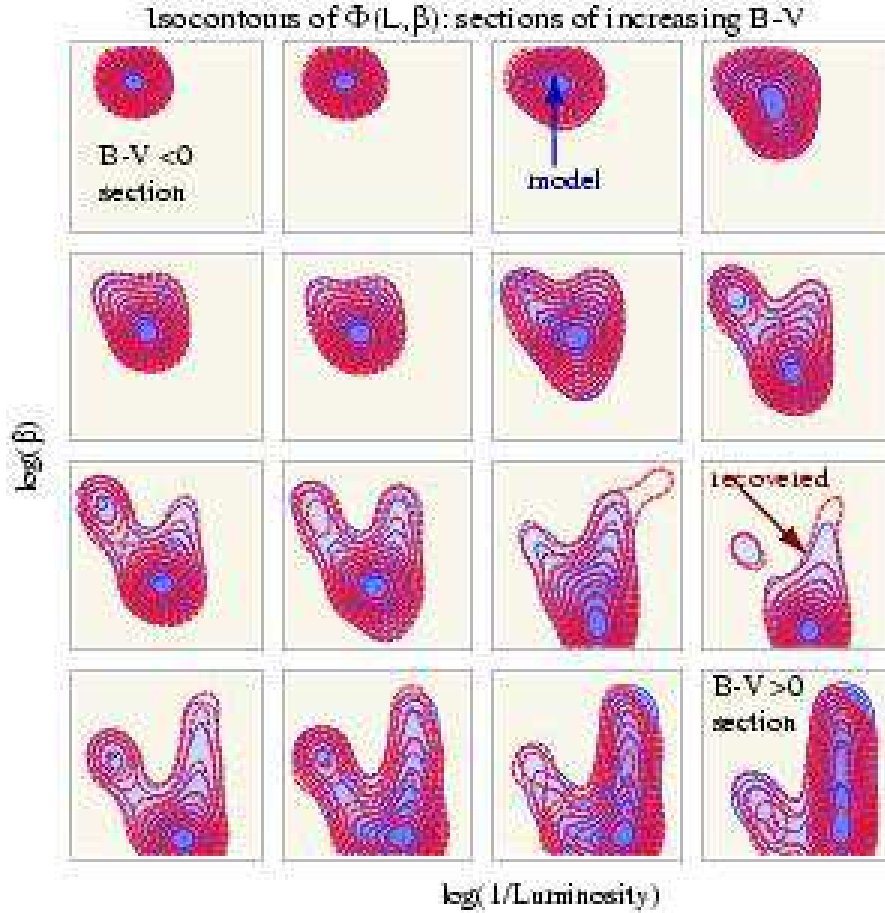 Isocontours of Φ(L,β): sections of increasing B-V
B-V <0
section
model
log(β)
recovered
B-V >0
section
log(1/Luminosity)